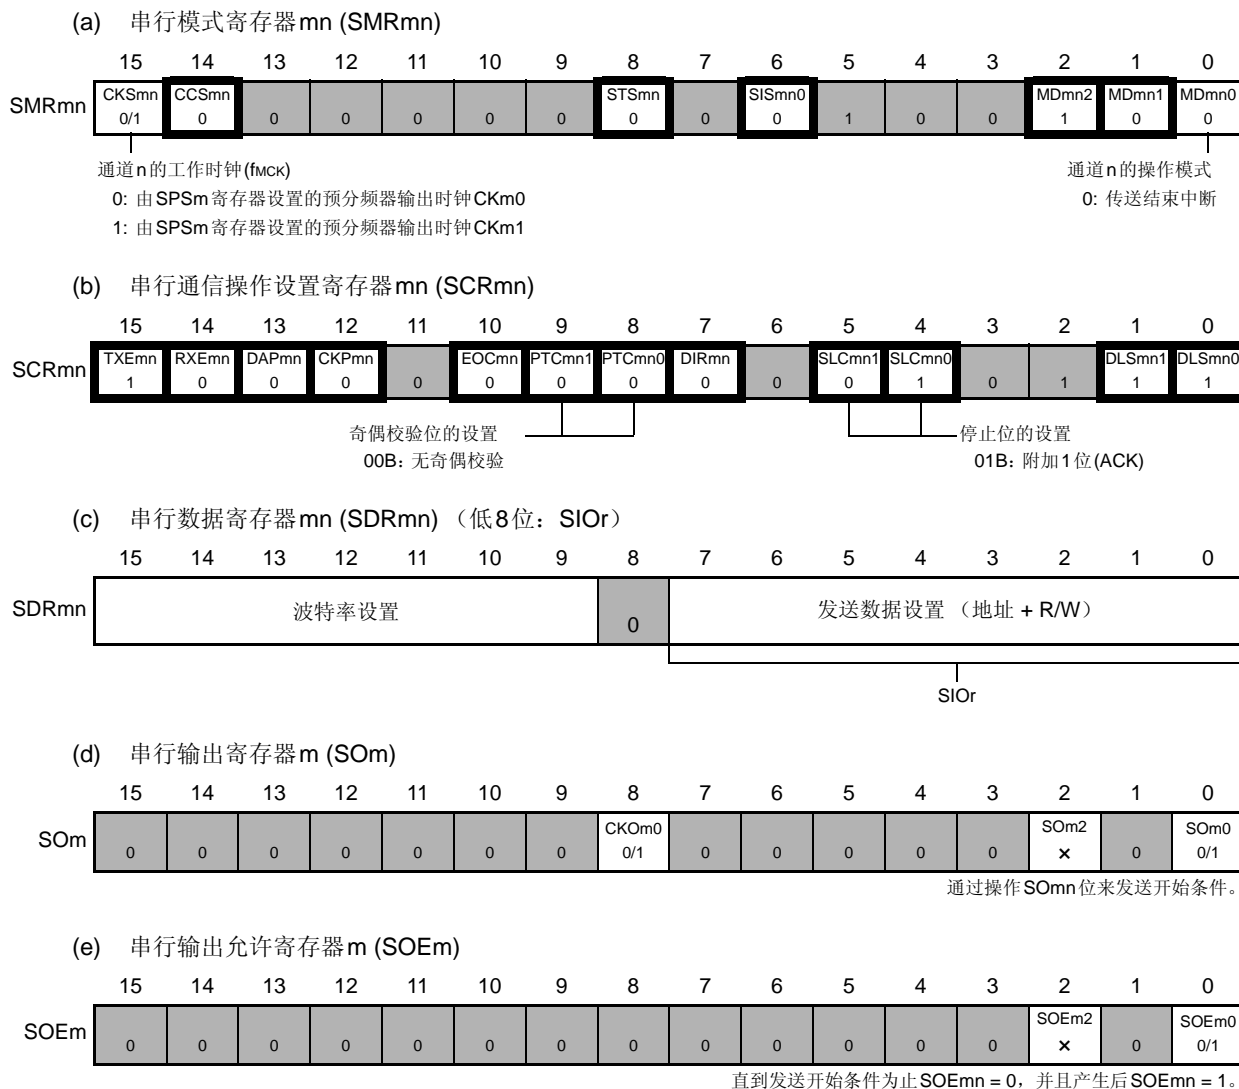 (a) 串行模式寄存器mn (SMRmn)
15 14 13 12 11 10 9 8 7 6 5 4 3 2 1 0
SMRmn
CKSmn CCSmn STSmn SISmn0 MDmn2 MDmn1 MDmn0
0/1 0 0 0 0 0 0 0 0 0 1 0 0 1 0 0
通道n的工作时钟(fMCK) 通道n的操作模式
0: 由SPSm寄存器设置的预分频器输出时钟CKm0 0: 传送结束中断
1: 由SPSm寄存器设置的预分频器输出时钟CKm1
(b) 串行通信操作设置寄存器mn (SCRmn)
15 14 13 12 11 10 9 8 7 6 5 4 3 2 1 0
SCRmn
TXEmn RXEmn DAPmn CKPmn EOCmn PTCmn1 PTCmn0 DIRmn SLCmn1 SLCmn0 DLSmn1 DLSmn0
1 0 0 0 0 0 0 0 0 0 0 1 0 1 1 1
奇偶校验位的设置 停止位的设置
00B: 无奇偶校验 01B: 附加1位(ACK)
(c) 串行数据寄存器mn (SDRmn) （低8位：SIOr）
15 14 13 12 11 10 9 8 7 6 5 4 3 2 1 0
SDRmn 波特率设置 0 发送数据设置（地址 + R/W）
SIOr
(d) 串行输出寄存器m (SOm)
15 14 13 12 11 10 9 8 7 6 5 4 3 2 1 0
SOm
CKOm0 SOm2 SOm0
0 0 0 0 0 0 0 0/1 0 0 0 0 0 × 0 0/1
通过操作SOmn位来发送开始条件。
(e) 串行输出允许寄存器m (SOEm)
15 14 13 12 11 10 9 8 7 6 5 4 3 2 1 0
SOEm
SOEm2 SOEm0
0 0 0 0 0 0 0 0 0 0 0 0 0 × 0 0/1
直到发送开始条件为止SOEmn = 0，并且产生后SOEmn = 1。